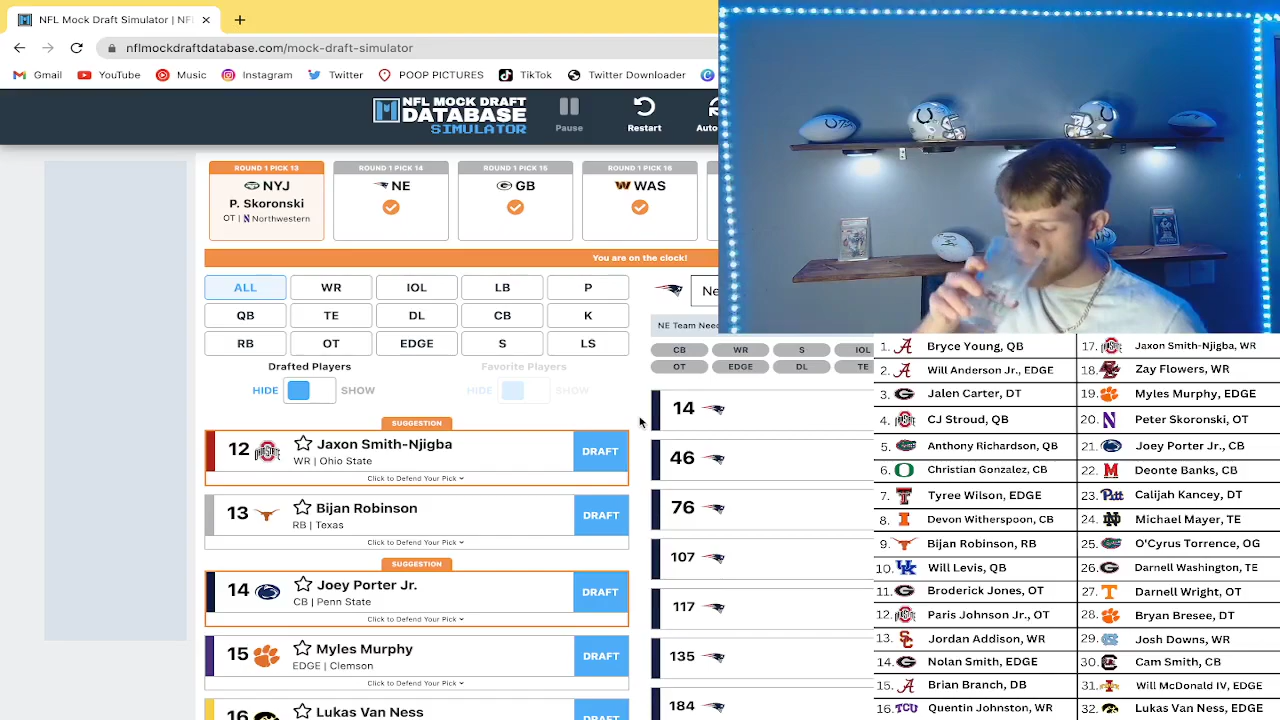 NFL Mock Draft Simulator | NFL
nflmockdraftdatabase.com/mock-draft-simulator
Gmail YouTube Music Instagram Twitter POOP PICTURES TikTok Twitter Downloader
NFL MOCK DRAFT
DATABASE
SIMULATOR
Pause
Restart
Auto
ROUND 1 PICK 13
NYJ
P. Skoronski
OT | Northwestern
ROUND 1 PICK 14
NE
ROUND 1 PICK 15
GB
ROUND 1 PICK 16
WAS
You are on the clock!
ALL WR IOL LB P
QB TE DL CB K
RB OT EDGE S LS
Drafted Players
HIDE SHOW
Favorite Players
HIDE SHOW
SUGGESTION
12 Jaxon Smith-Njigba
WR | Ohio State
DRAFT
Click to Defend Your Pick
13 Bijan Robinson
RB | Texas
DRAFT
Click to Defend Your Pick
SUGGESTION
14 Joey Porter Jr.
CB | Penn State
DRAFT
Click to Defend Your Pick
15 Myles Murphy
EDGE | Clemson
DRAFT
Click to Defend Your Pick
16 Lukas Van Ness
DRAFT
Ne
NE Team Nee
CB WR S IOL
OT EDGE DL TE
14
46
76
107
117
135
184
1. Bryce Young, QB
2. Will Anderson Jr., EDGE
3. Jalen Carter, DT
4. CJ Stroud, QB
5. Anthony Richardson, QB
6. Christian Gonzalez, CB
7. Tyree Wilson, EDGE
8. Devon Witherspoon, CB
9. Bijan Robinson, RB
10. Will Levis, QB
11. Broderick Jones, OT
12. Paris Johnson Jr., OT
13. Jordan Addison, WR
14. Nolan Smith, EDGE
15. Brian Branch, DB
16. TCU Quentin Johnston, WR
17. Jaxon Smith-Njigba, WR
18. Zay Flowers, WR
19. Myles Murphy, EDGE
20. Peter Skoronski, OT
21. Joey Porter Jr., CB
22. Deonte Banks, CB
23. Pitt Calijah Kancey, DT
24. Michael Mayer, TE
25. O'Cyrus Torrence, OG
26. Darnell Washington, TE
27. Darnell Wright, OT
28. Bryan Bresee, DT
29. Josh Downs, WR
30. Cam Smith, CB
31. Will McDonald IV, EDGE
32. Lukas Van Ness, EDGE